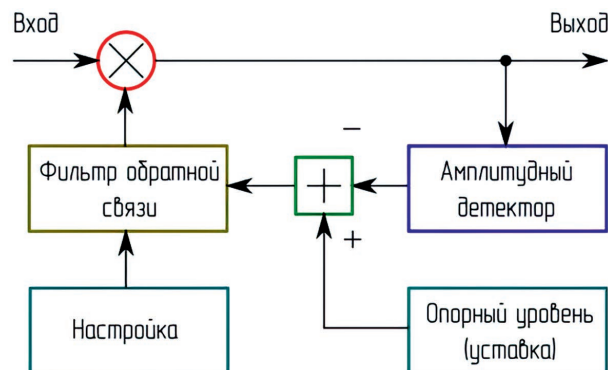 Вход
Выход
−
Фильтр обратной
связи
+
Амплитудный
детектор
+
Настройка
Опорный уровень
(уставка)